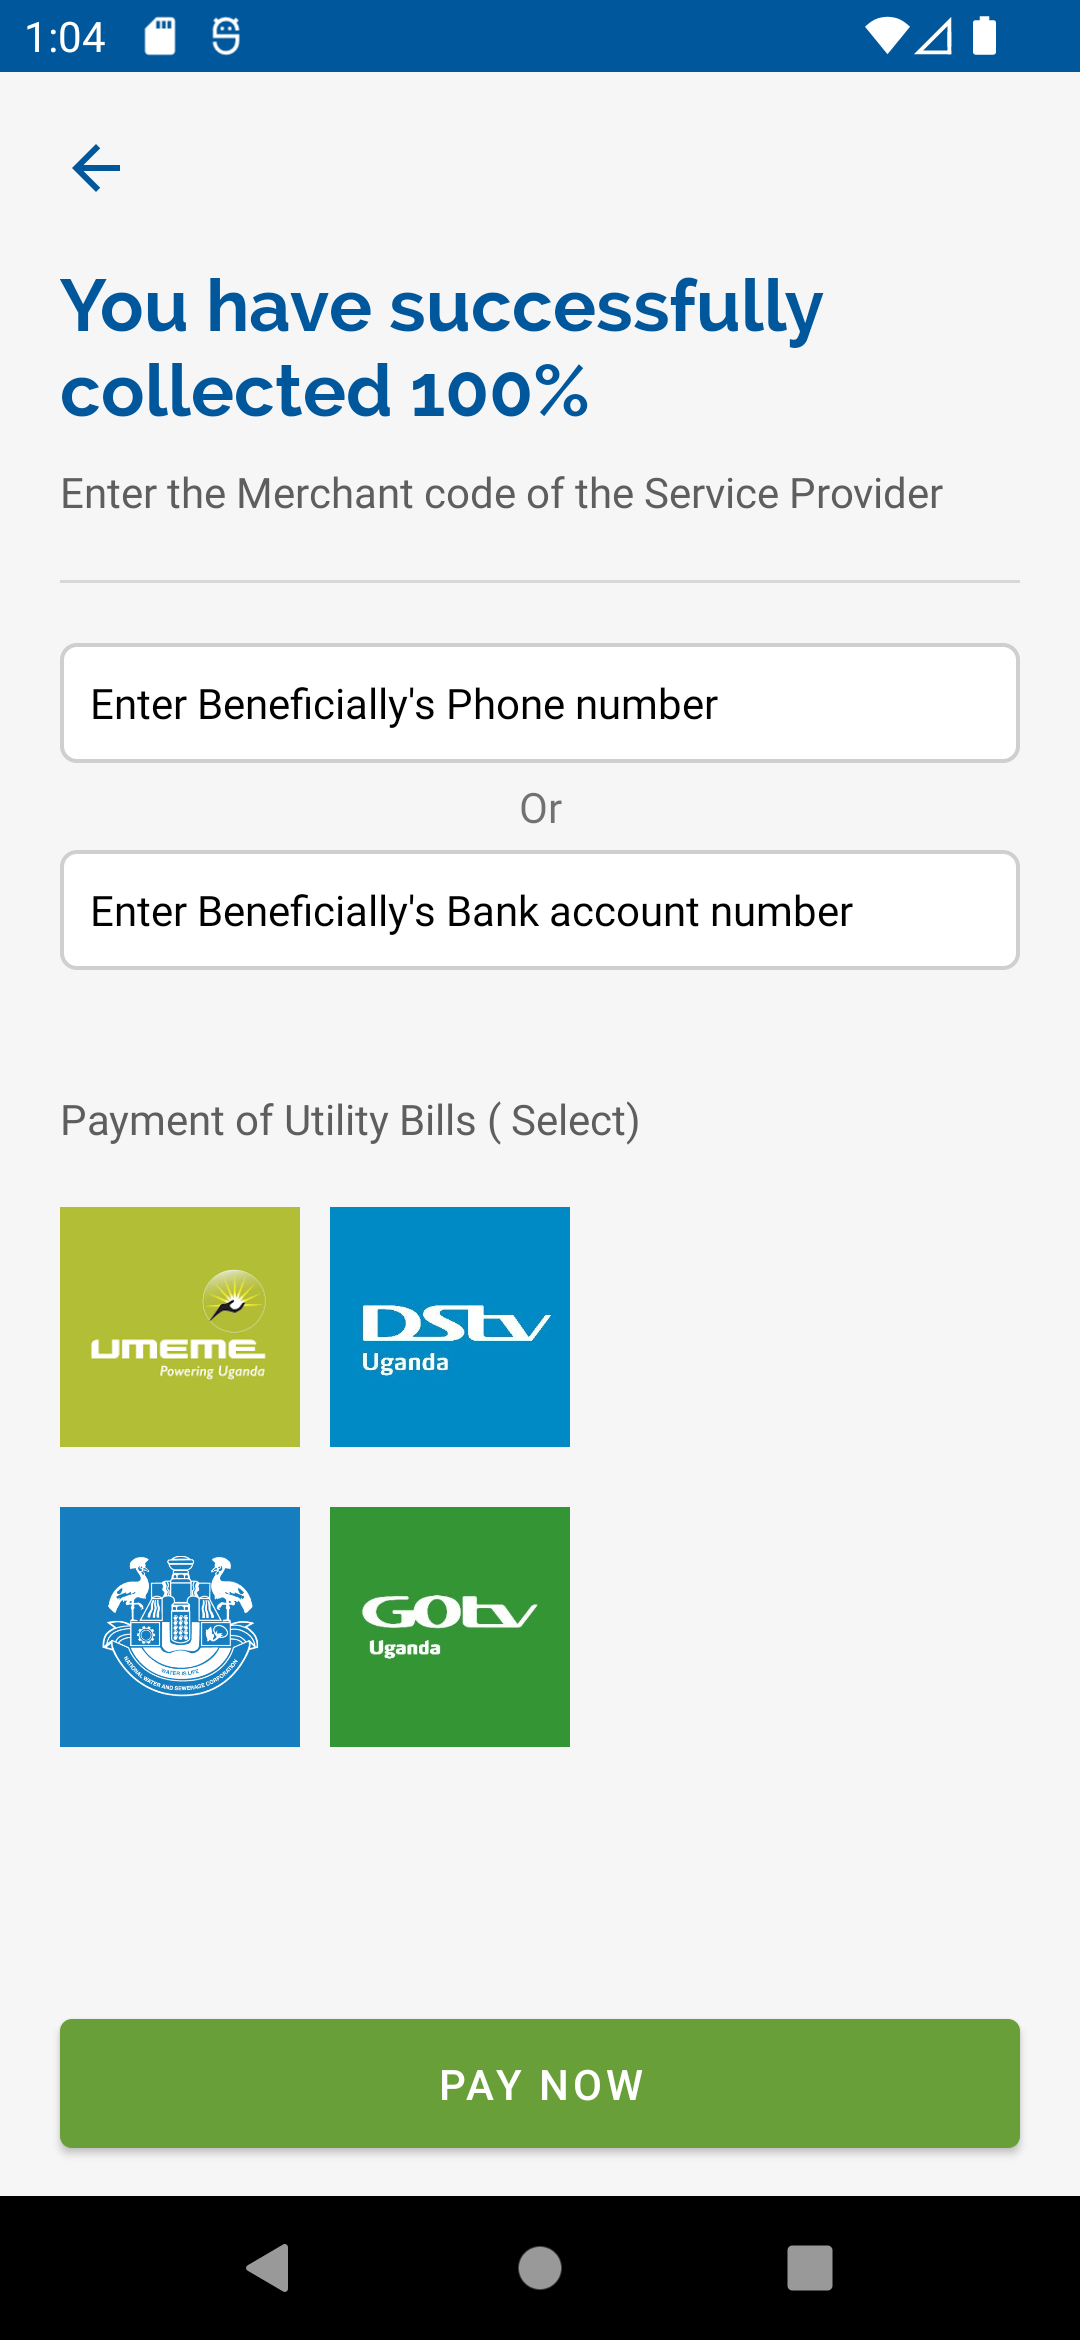 1:04
You have successfully
collected 100%
Enter the Merchant code of the Service Provider
Enter Beneficially's Phone number
Or
Enter Beneficially's Bank account number
Payment of Utility Bills ( Select)
UMEME
Powering Uganda
DStv
Uganda
WATER IS LIFE
NATIONAL WATER AND SEWERAGE CORPORATION
GOtv
Uganda
PAY NOW